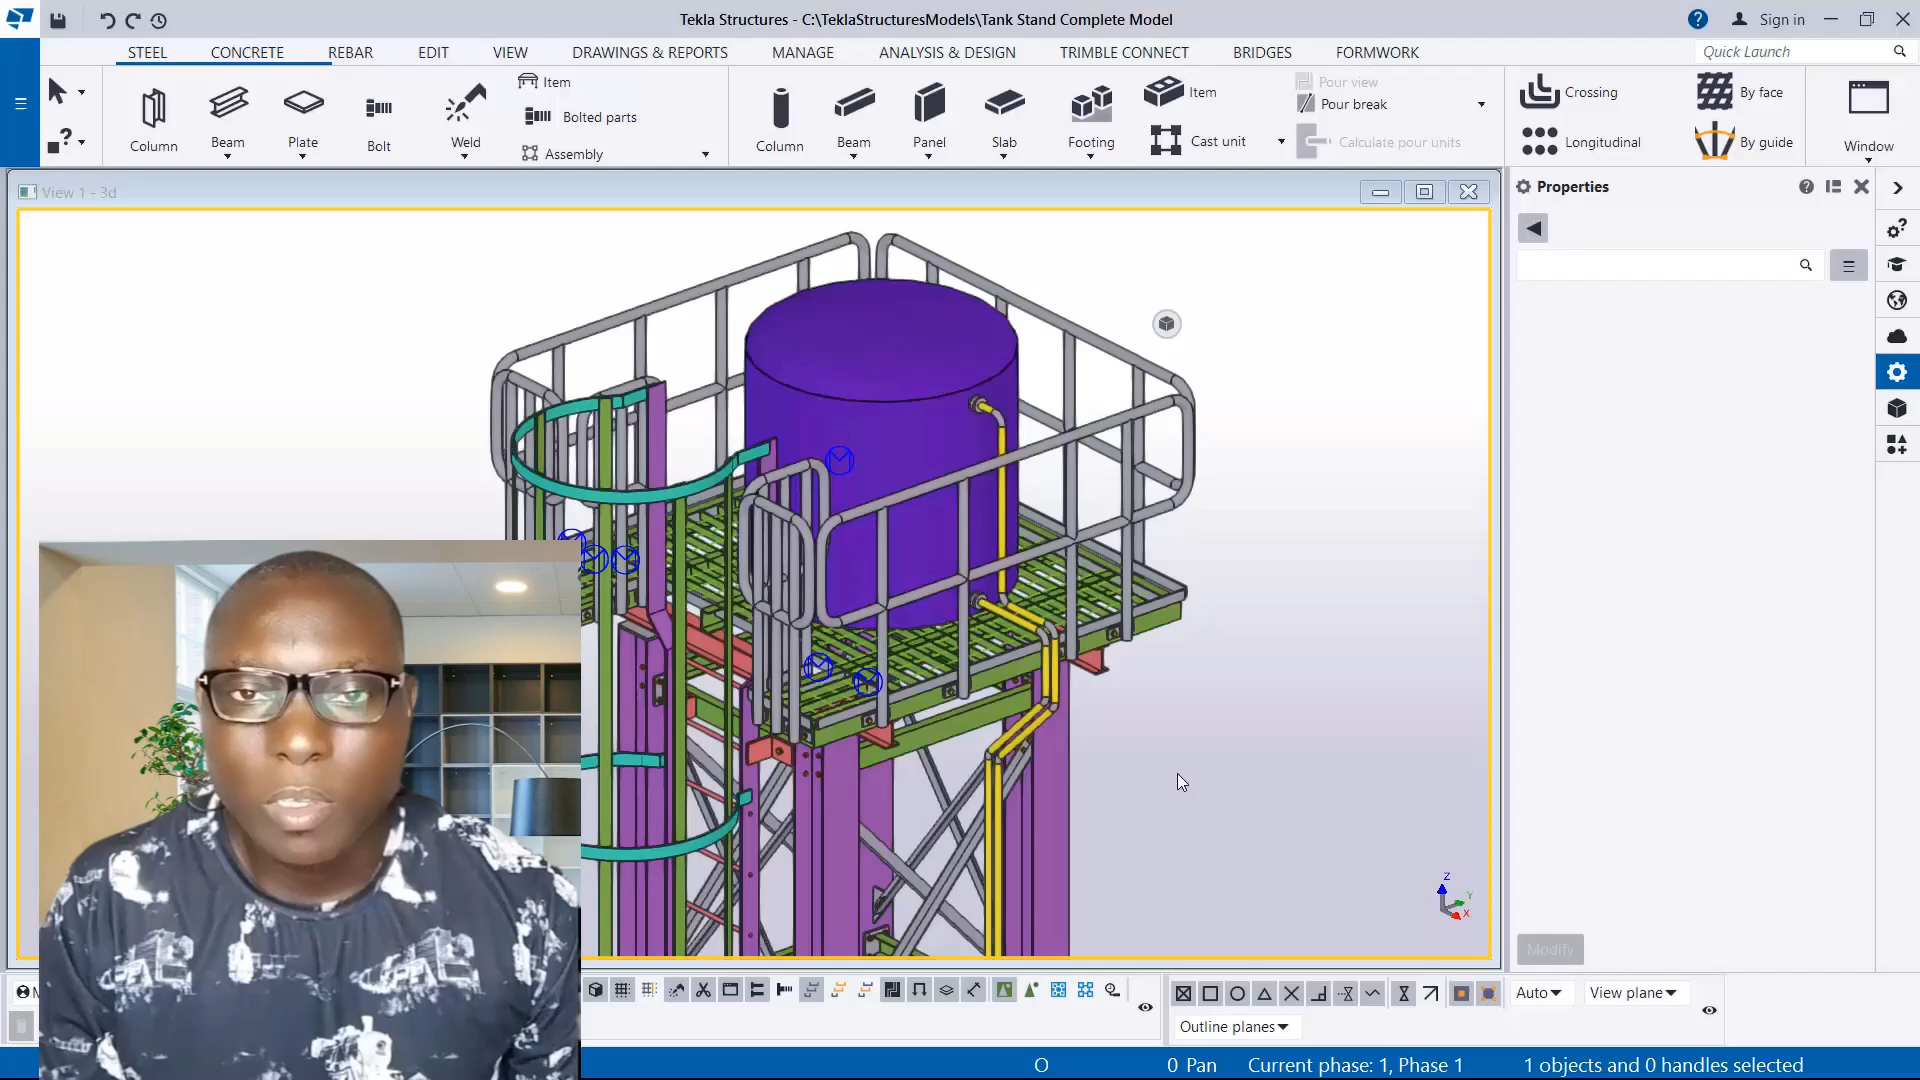 Tekla Structures - C:\TeklaStructuresModels\Tank Stand Complete Model
Sign in
STEEL CONCRETE REBAR EDIT VIEW DRAWINGS & REPORTS MANAGE ANALYSIS & DESIGN TRIMBLE CONNECT BRIDGES FORMWORK
Quick Launch
Column
Beam
Plate
Bolt
Weld
Item
Bolted parts
Assembly
Column
Beam
Panel
Slab
Footing
Item
Cast unit
Pour view
Pour break
Calculate pour units
Crossing
Longitudinal
By face
By guide
Window
View 1 - 3d
Properties
Z
Y
X
Modify
Auto
View plane
Outline planes
O
0 Pan
Current phase: 1, Phase 1
1 objects and 0 handles selected